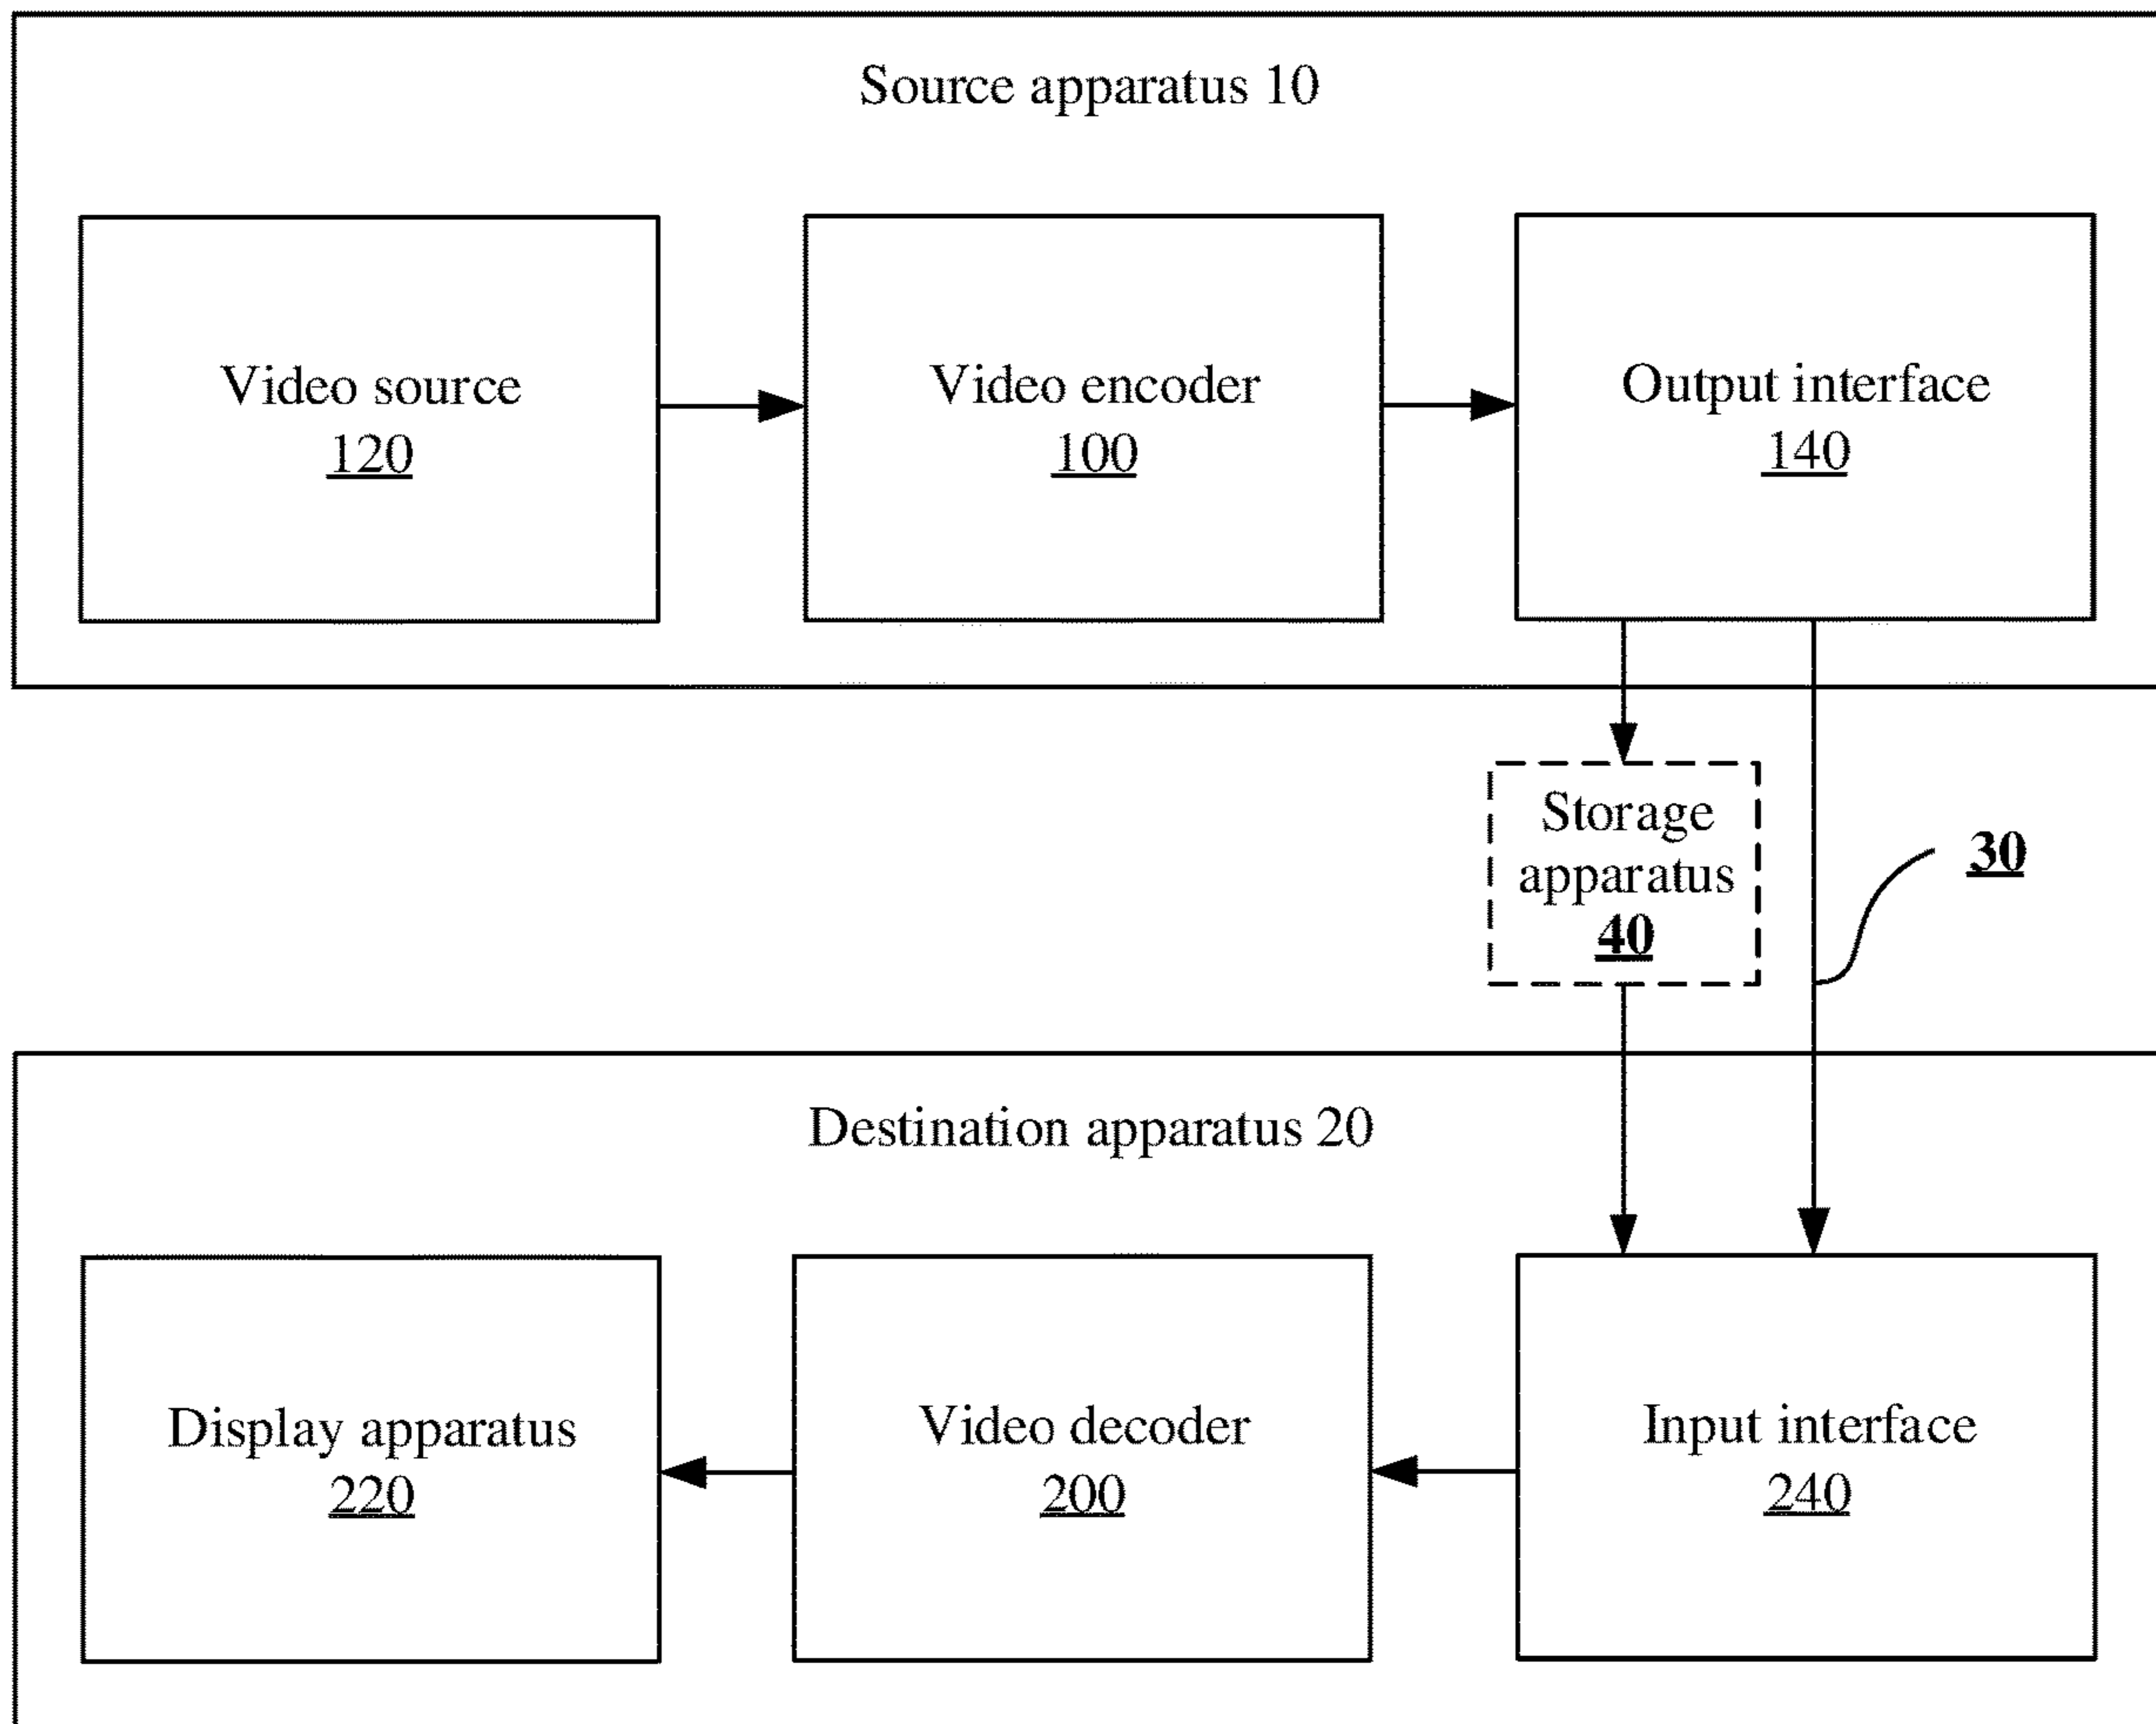 Source apparatus 10
Video source
120
Video encoder
100
Output interface
140
Storage
apparatus
40
30
Destination apparatus 20
Display apparatus
220
Video decoder
200
Input interface
240